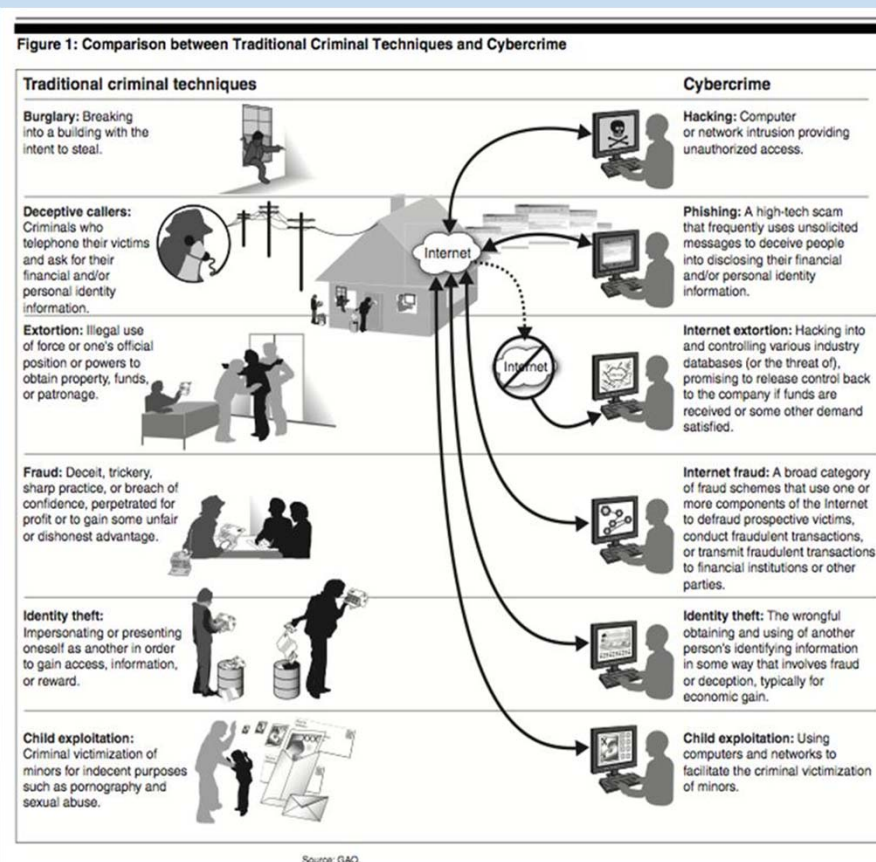 Figure 1: Comparison between Traditional Criminal Techniques and Cybercrime
Traditional criminal techniques
Cybercrime
Burglary: Breaking
into a building with the
intent to steal.
Hacking: Computer
or network intrusion providing
unauthorized access.
Deceptive callers:
Criminals who
telephone their victims
and ask for their
financial and/or
personal identity
information.
Internet
Phishing: A high-tech scam
that frequently uses unsolicited
messages to deceive people
into disclosing their financial
and/or personal identity
information.
Extortion: Illegal use
of force or one's official
position or powers to
obtain property, funds,
or patronage.
Internet
Internet extortion: Hacking into
and controlling various industry
databases (or the threat of),
promising to release control back
to the company if funds are
received or some other demand
satisfied.
Fraud: Deceit, trickery,
sharp practice, or breach of
confidence, perpetrated for
profit or to gain some unfair
or dishonest advantage.
Internet fraud: A broad category
of fraud schemes that use one or
more components of the Internet
to defraud prospective victims,
conduct fraudulent transactions,
or transmit fraudulent transactions
to financial institutions or other
parties.
Identity theft:
Impersonating or presenting
oneself as another in order
to gain access, information,
or reward.
Identity theft: The wrongful
obtaining and using of another
person's identifying information
in some way that involves fraud
or deception, typically for
economic gain.
Child exploitation:
Criminal victimization of
minors for indecent purposes
such as pornography and
sexual abuse.
Child exploitation: Using
computers and networks to
facilitate the criminal victimization
of minors.
Source: GAO.